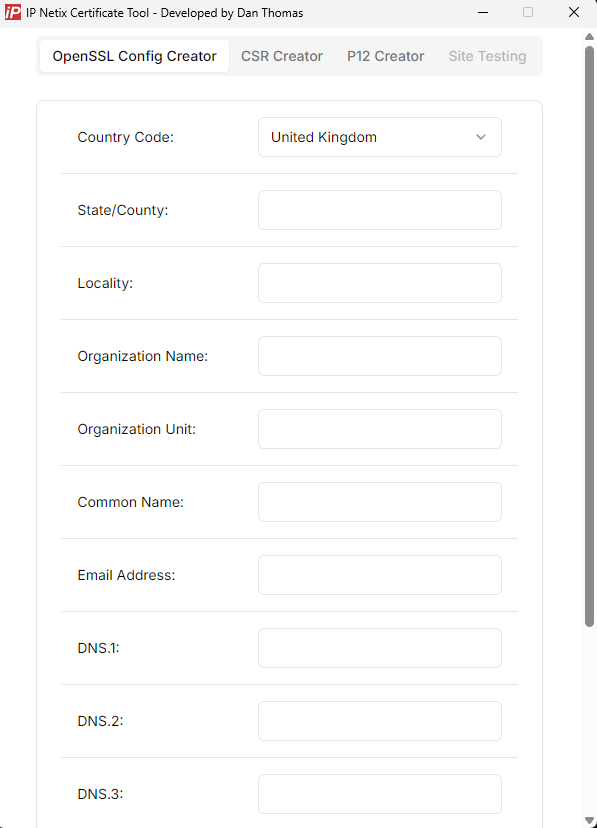 iP IP Netix Certificate Tool - Developed by Dan Thomas
OpenSSL Config Creator CSR Creator P12 Creator Site Testing
Country Code: United Kingdom
State/County:
Locality:
Organization Name:
Organization Unit:
Common Name:
Email Address:
DNS.1:
DNS.2:
DNS.3: